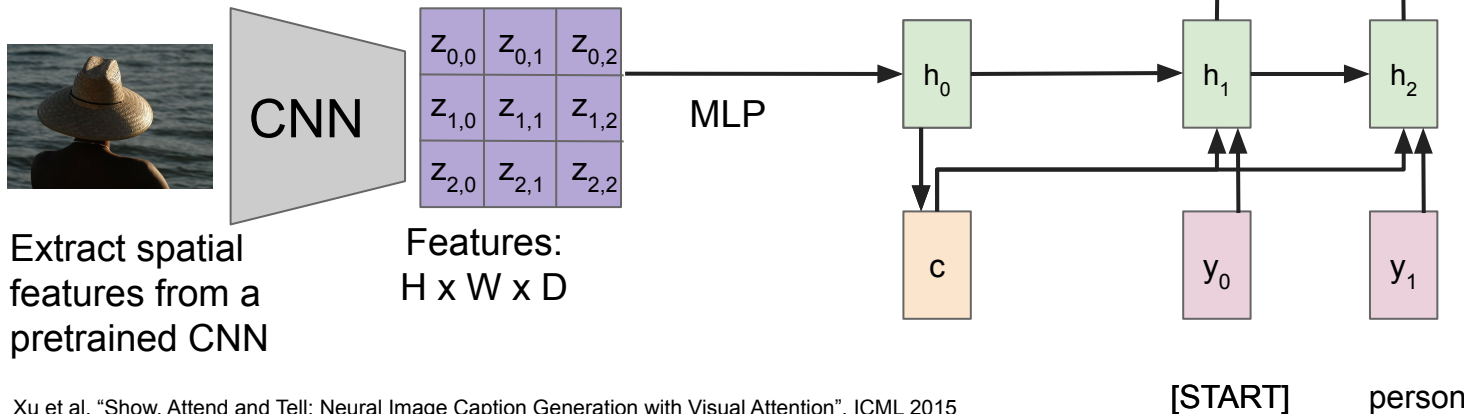 z0,0 z0,1 z0,2
z1,0 z1,1 z1,2
z2,0 z2,1 z2,2
CNN
MLP
h0
h1
h2
c
y0
y1
Extract spatial
features from a
pretrained CNN
Features:
H x W x D
[START]
person
Xu et al, "Show, Attend and Tell: Neural Image Caption Generation with Visual Attention", ICML 2015